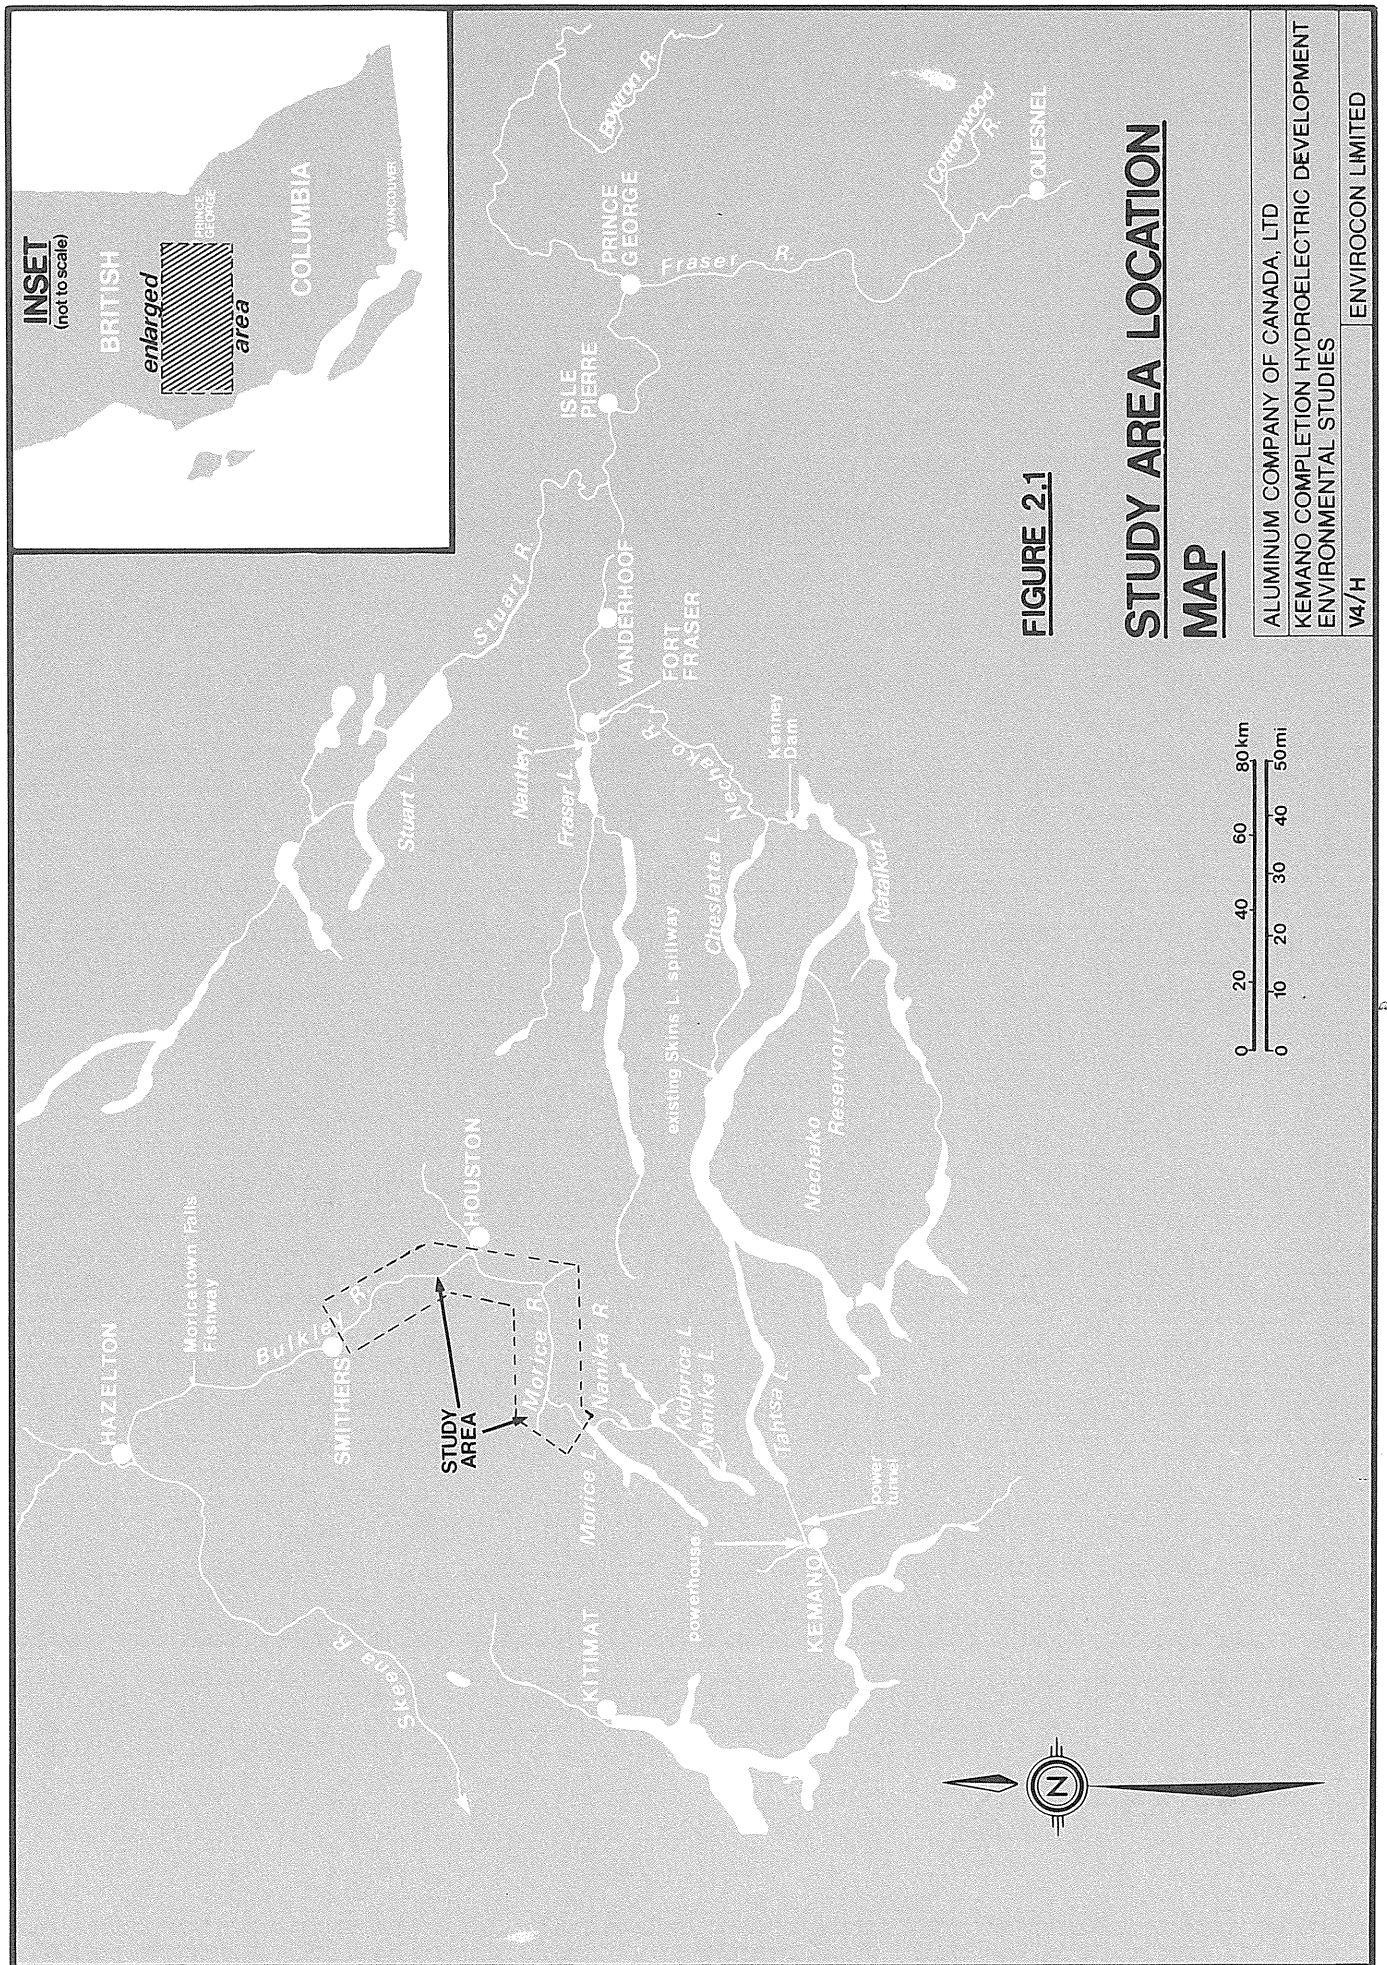 INSET
(not to scale)
BRITISH
enlarged
area
PRINCE
GEORGE
COLUMBIA
VANCOUVER
HAZELTON
Moricetown Falls
Fishway
Bulkley R.
SMITHERS
STUDY
AREA
HOUSTON
Skeena R.
Morice R.
Nanika R.
Morice L.
Kidprice L.
Nanika L.
KITIMAT
powerhouse
KEMANO
power
tunnel
Tahtsa L.
Nechako
Reservoir
existing Skins L. spillway
Cheslatta L.
Natalkuz L.
Kenney
Dam
Nechako R.
Stuart L.
Nautley R.
Fraser L.
FORT
FRASER
VANDERHOOF
Stuart R.
ISLE
PIERRE
PRINCE
GEORGE
Fraser R.
Bowron R.
Cottonwood
R.
QUESNEL
N
0 20 40 60 80km
0 10 20 30 40 50mi
FIGURE 2.1
STUDY AREA LOCATION
MAP
ALUMINUM COMPANY OF CANADA, LTD
KEMANO COMPLETION HYDROELECTRIC DEVELOPMENT
ENVIRONMENTAL STUDIES
V4/H
ENVIROCON LIMITED